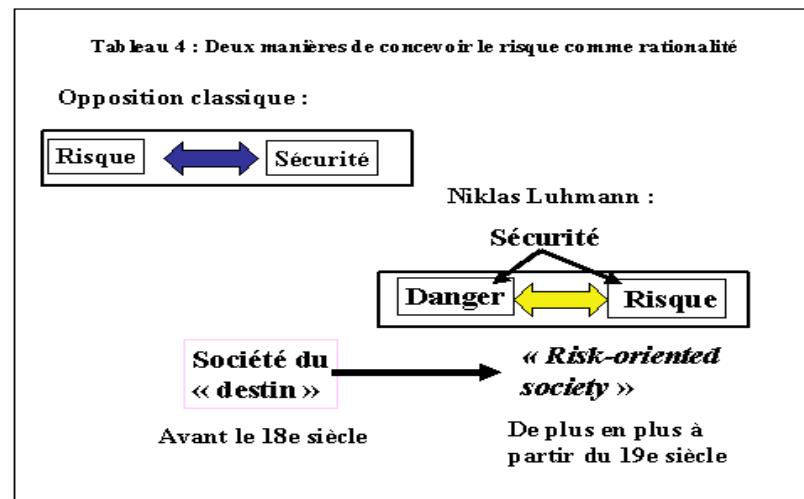 Tableau 4 : Deux manières de concevoir le risque comme rationalité
Opposition classique :
Risque
Sécurité
Niklas Luhmann :
Sécurité
Danger
Risque
Société du
« destin »
« Risk-oriented
society »
Avant le 18e siècle
De plus en plus à
partir du 19e siècle